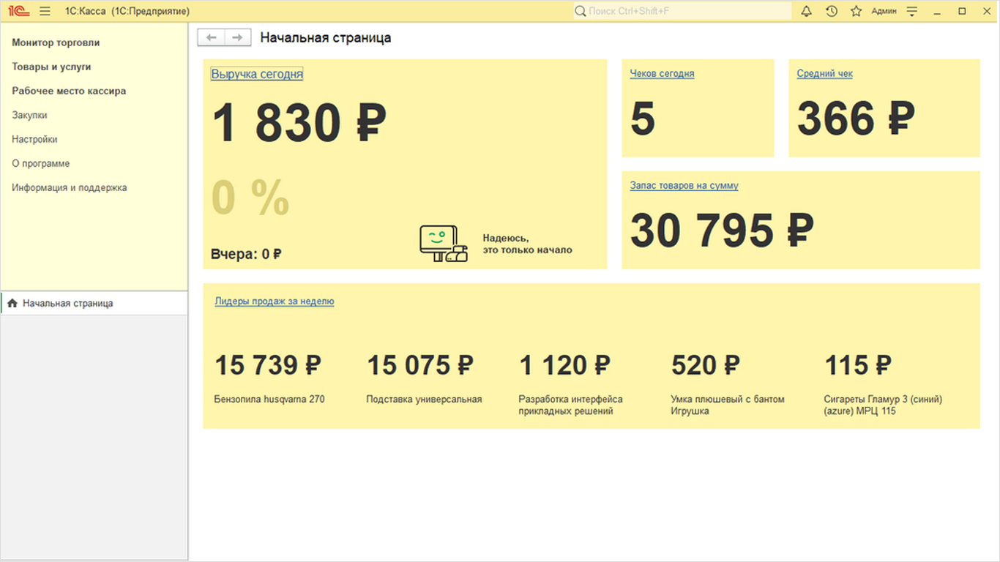 1С 1С:Касса (1С:Предприятие) Поиск Ctrl+Shift+F Админ
Монитор торговли
Товары и услуги
Рабочее место кассира
Закупки
Настройки
О программе
Информация и поддержка
Начальная страница
Начальная страница
Выручка сегодня
1 830 ₽
0 %
Вчера: 0 ₽
Надеюсь,
это только начало
Чеков сегодня
5
Средний чек
366 ₽
Запас товаров на сумму
30 795 ₽
Лидеры продаж за неделю
15 739 ₽
Бензопила husqvarna 270
15 075 ₽
Подставка универсальная
1 120 ₽
Разработка интерфейса
прикладных решений
520 ₽
Умка плюшевый с бантом
Игрушка
115 ₽
Сигареты Гламур 3 (синий)
(azure) МРЦ 115